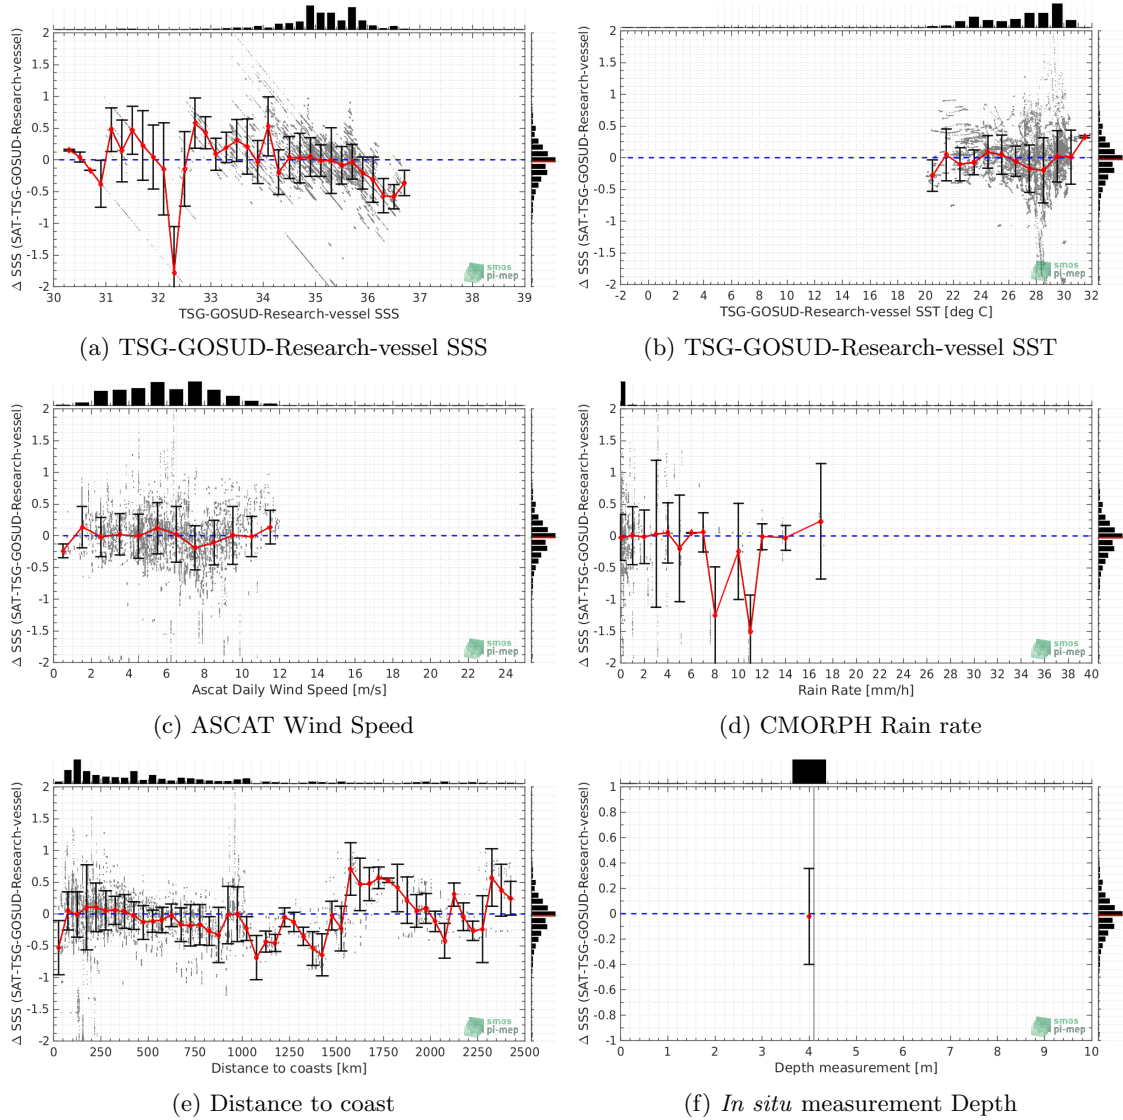 Δ SSS (SAT-TSG-GOSUD-Research-vessel)
2
1.5
1
0.5
0
-0.5
-1
-1.5
-2
30 31 32 33 34 35 36 37 38 39
TSG-GOSUD-Research-vessel SSS
smos
pi-mep
(a) TSG-GOSUD-Research-vessel SSS
Δ SSS (SAT-TSG-GOSUD-Research-vessel)
2
1.5
1
0.5
0
-0.5
-1
-1.5
-2
-2 0 2 4 6 8 10 12 14 16 18 20 22 24 26 28 30 32
TSG-GOSUD-Research-vessel SST [deg C]
smos
pi-mep
(b) TSG-GOSUD-Research-vessel SST
Δ SSS (SAT-TSG-GOSUD-Research-vessel)
2
1.5
1
0.5
0
-0.5
-1
-1.5
-2
0 2 4 6 8 10 12 14 16 18 20 22 24
Ascat Daily Wind Speed [m/s]
smos
pi-mep
(c) ASCAT Wind Speed
Δ SSS (SAT-TSG-GOSUD-Research-vessel)
2
1.5
1
0.5
0
-0.5
-1
-1.5
-2
0 2 4 6 8 10 12 14 16 18 20 22 24 26 28 30 32 34 36 38 40
Rain Rate [mm/h]
smos
pi-mep
(d) CMORPH Rain rate
Δ SSS (SAT-TSG-GOSUD-Research-vessel)
2
1.5
1
0.5
0
-0.5
-1
-1.5
-2
0 250 500 750 1000 1250 1500 1750 2000 2250 2500
Distance to coasts [km]
smos
pi-mep
(e) Distance to coast
Δ SSS (SAT-TSG-GOSUD-Research-vessel)
1
0.8
0.6
0.4
0.2
0
-0.2
-0.4
-0.6
-0.8
-1
0 1 2 3 4 5 6 7 8 9 10
Depth measurement [m]
smos
pi-mep
(f) In situ measurement Depth